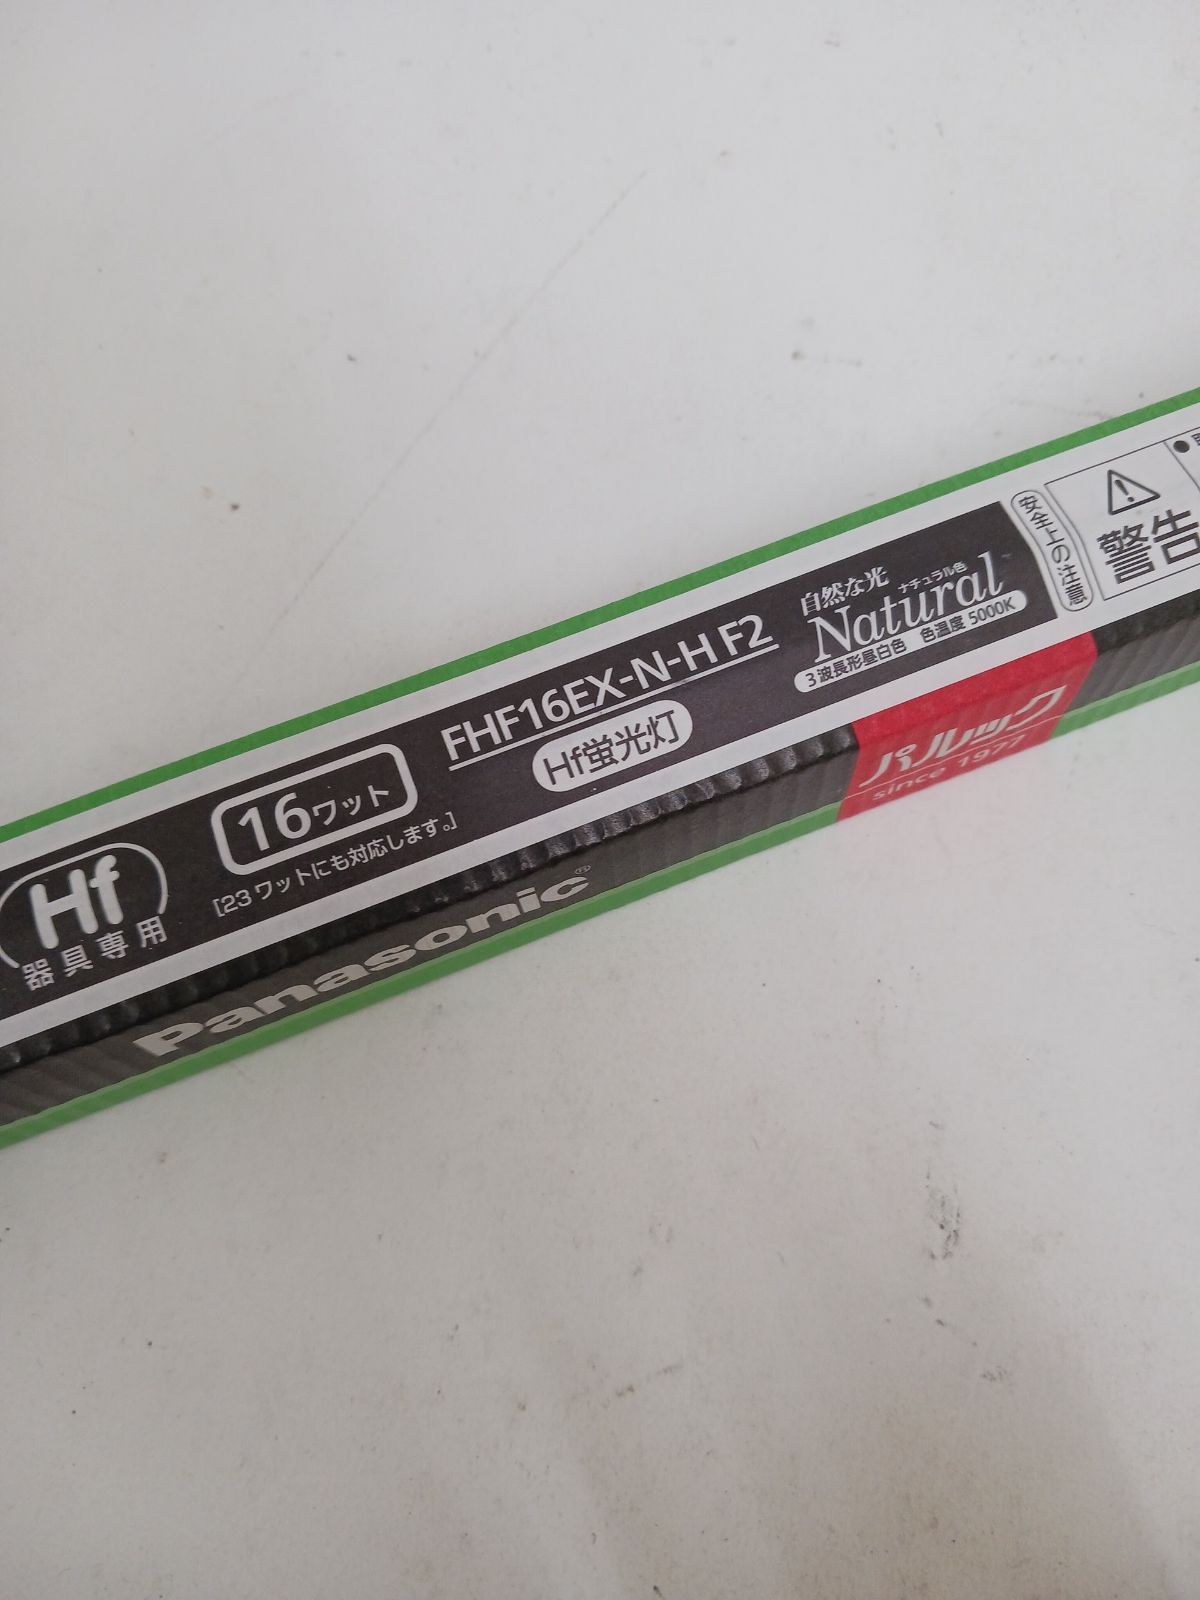 Hf
器具専用
16ワット
[23ワットにも対応します。]
FHF16EX-N-H F2
Hf蛍光灯
自然な光
ナチュラル色
Natural
3波長形昼白色 色温度 5000K
安全上の注意
警告
パルック
since 1977
Panasonic®